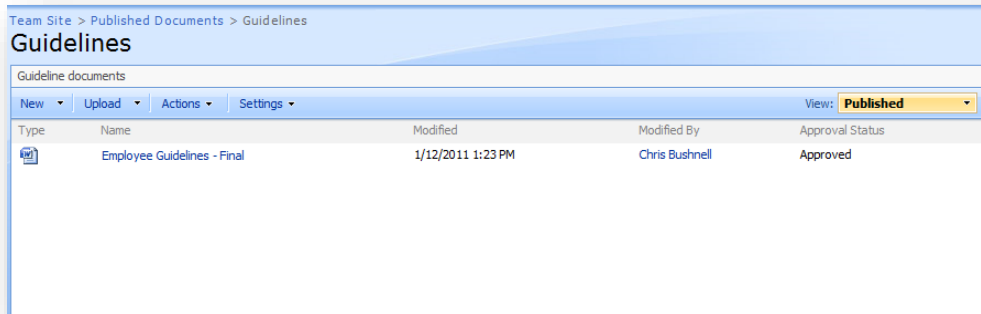 Team Site > Published Documents > Guidelines
Guidelines
Guideline documents
New Upload Actions Settings View: Published
Type Name Modified Modified By Approval Status
Employee Guidelines - Final 1/12/2011 1:23 PM Chris Bushnell Approved